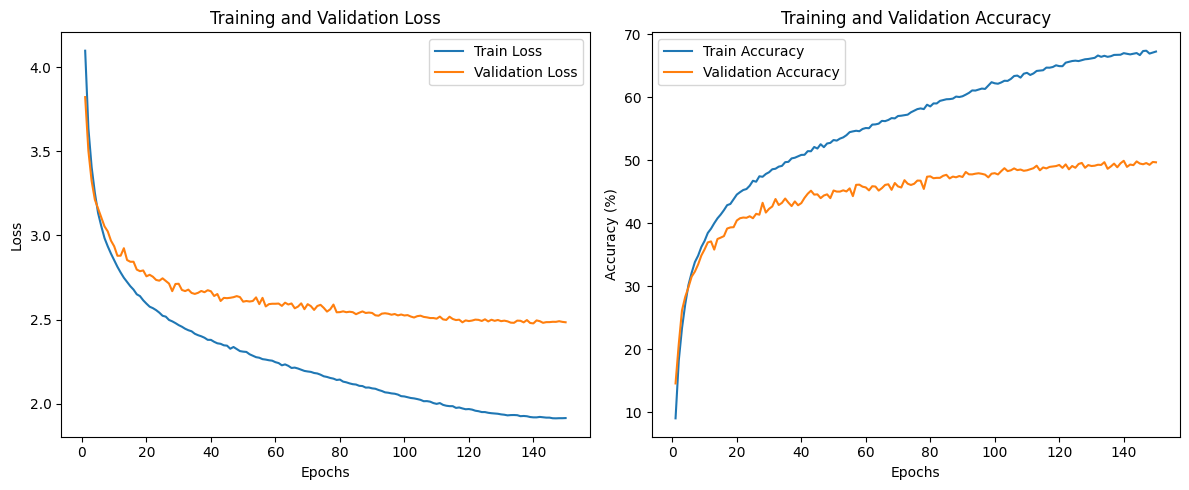 Training and Validation Loss
Train Loss
Validation Loss
4.0
3.5
3.0
2.5
2.0
Loss
0 20 40 60 80 100 120 140
Epochs
Training and Validation Accuracy
Train Accuracy
Validation Accuracy
70
60
50
40
30
20
10
Accuracy (%)
0 20 40 60 80 100 120 140
Epochs